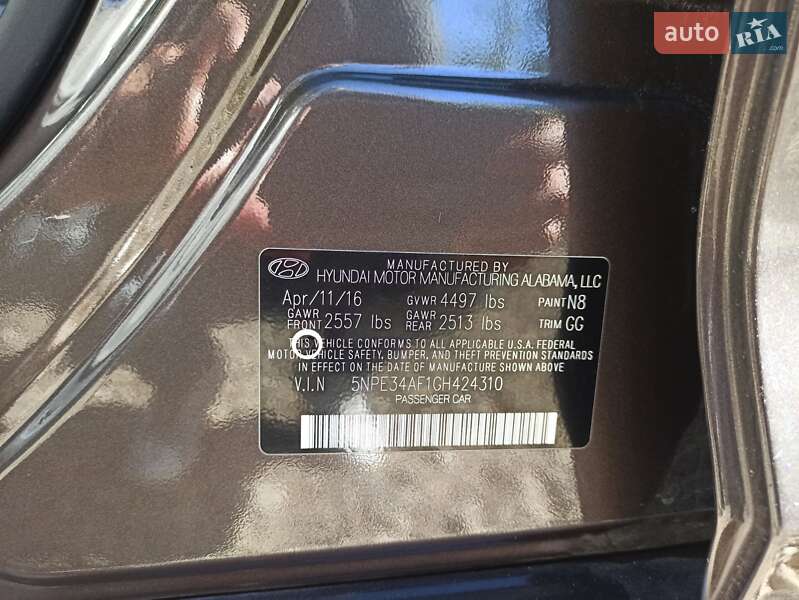 auto RIA.com
MANUFACTURED BY
HYUNDAI MOTOR MANUFACTURING ALABAMA, LLC
Apr/11/16 GVWR 4497 lbs PAINT N8
GAWR FRONT 2557 lbs GAWR REAR 2513 lbs TRIM GG
THIS VEHICLE CONFORMS TO ALL APPLICABLE U.S.A. FEDERAL
MOTOR VEHICLE SAFETY, BUMPER, AND THEFT PREVENTION STANDARDS
IN EFFECT ON THE DATE OF MANUFACTURE SHOWN ABOVE
V.I.N 5NPE34AF1GH424310
PASSENGER CAR